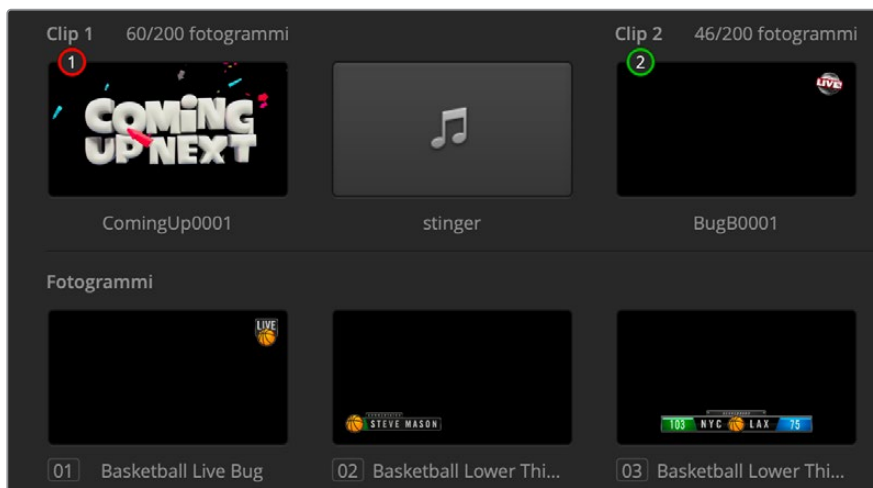 Clip 1 60/200 fotogrammi
Clip 2 46/200 fotogrammi
1
2
COMING
UP NEXT
LIVE
ComingUp0001
stinger
BugB0001
Fotogrammi
LIVE
STEVE MASON
103 NYC LAX 75
01 Basketball Live Bug
02 Basketball Lower Thi...
03 Basketball Lower Thi...